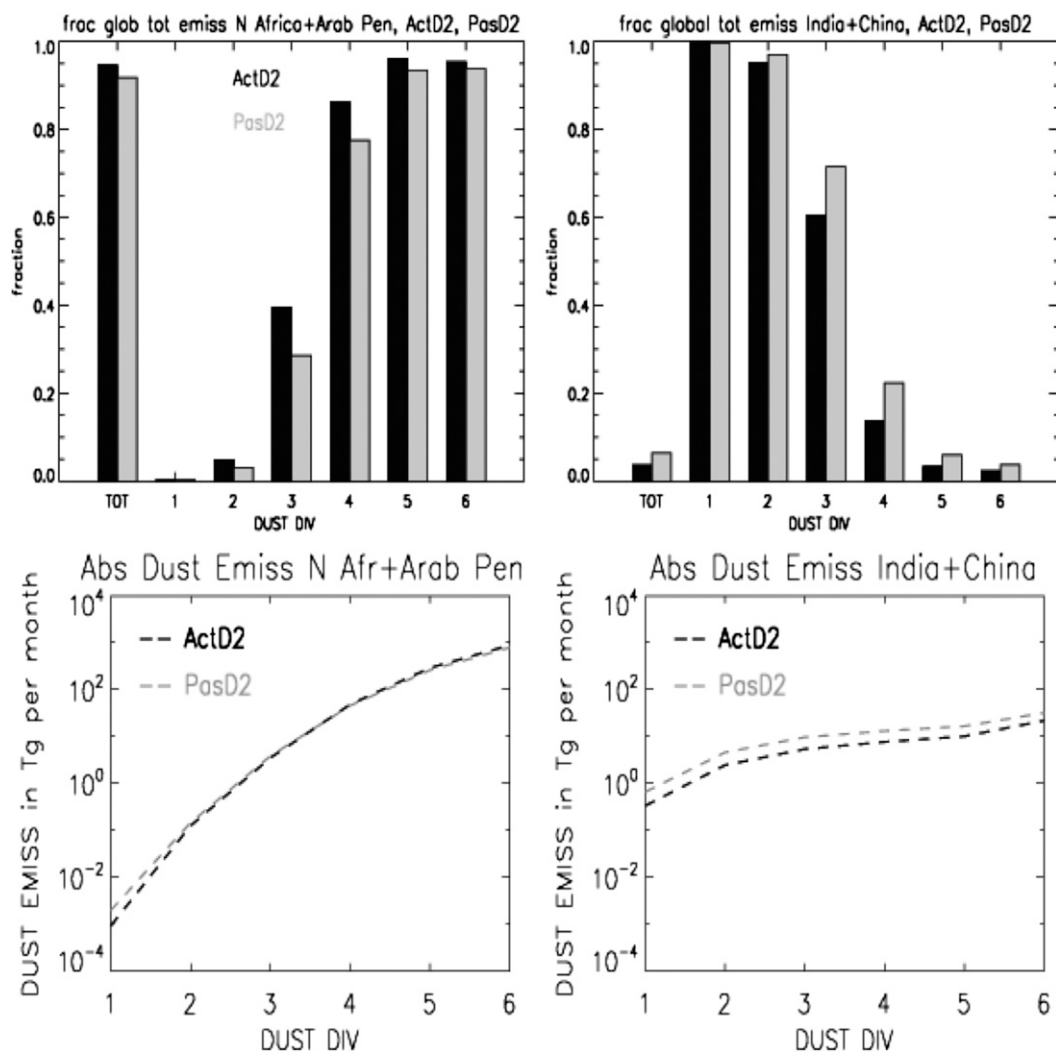 frac glob tot emiss N Africa+Arab Pen, ActD2, PasD2
1.0
0.8
0.6
0.4
0.2
0.0
fraction
ActD2
PasD2
TOT 1 2 3 4 5 6
DUST DIV
frac global tot emiss India+China, ActD2, PasD2
1.0
0.8
0.6
0.4
0.2
0.0
fraction
TOT 1 2 3 4 5 6
DUST DIV
Abs Dust Emiss N Afr+Arab Pen
DUST EMISS in Tg per month
10^4
10^2
10^0
10^-2
10^-4
ActD2
PasD2
1 2 3 4 5 6
DUST DIV
Abs Dust Emiss India+China
DUST EMISS in Tg per month
10^4
10^2
10^0
10^-2
10^-4
ActD2
PasD2
1 2 3 4 5 6
DUST DIV